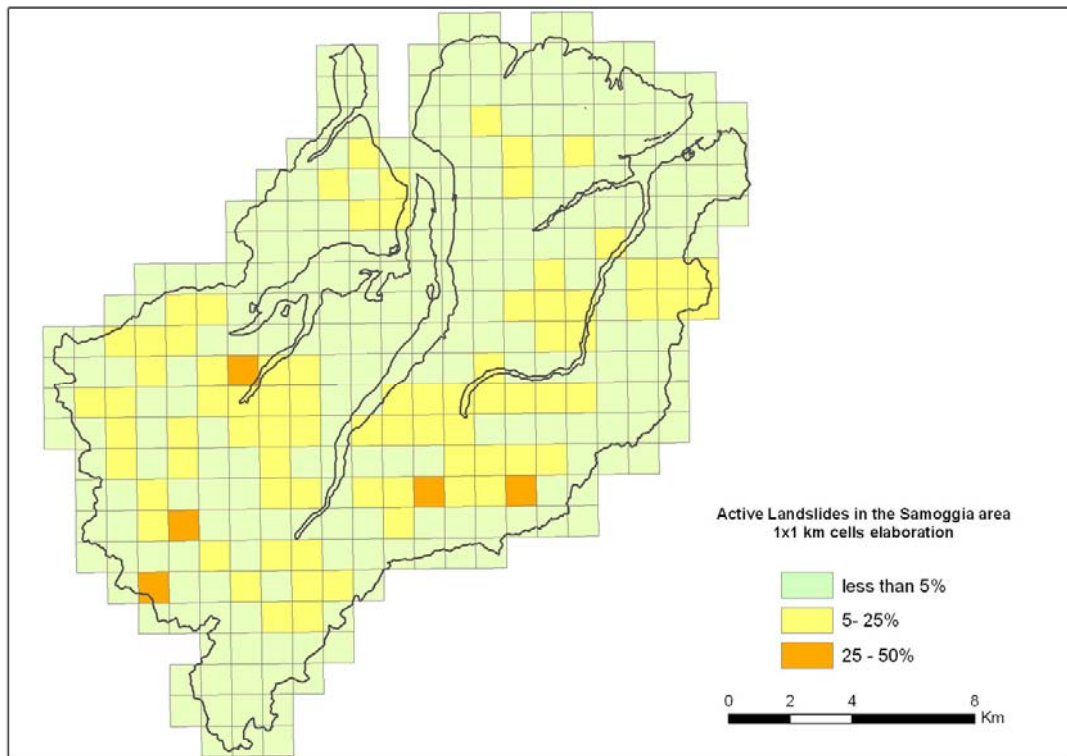 Active Landslides in the Samoggia area
1x1 km cells elaboration
less than 5%
5- 25%
25 - 50%
0 2 4 8
Km